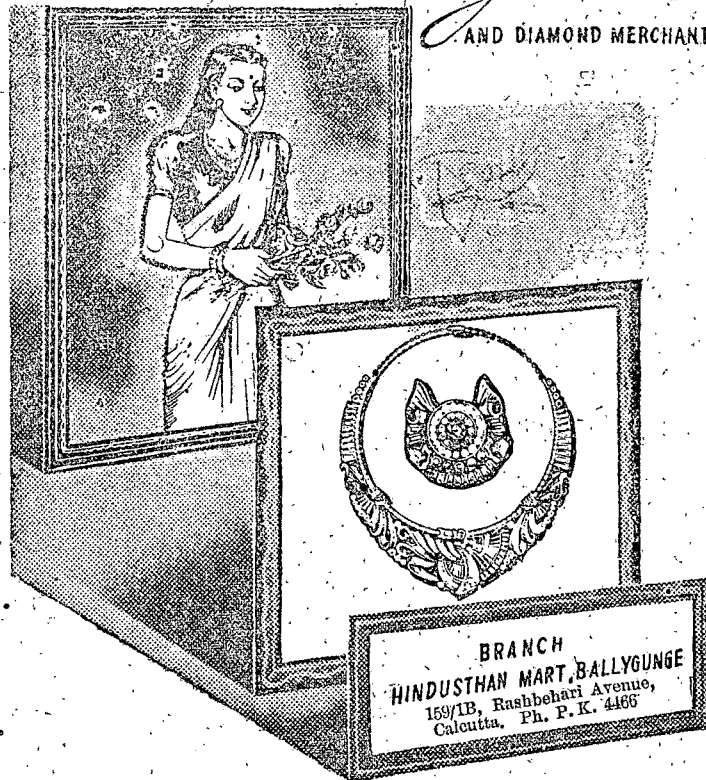 AND DIAMOND MERCHANT
BRANCH
HINDUSTHAN MART, BALLYGUNGE
159/1B, Rashbehari Avenue,
Calcutta. Ph. P. K. 4466